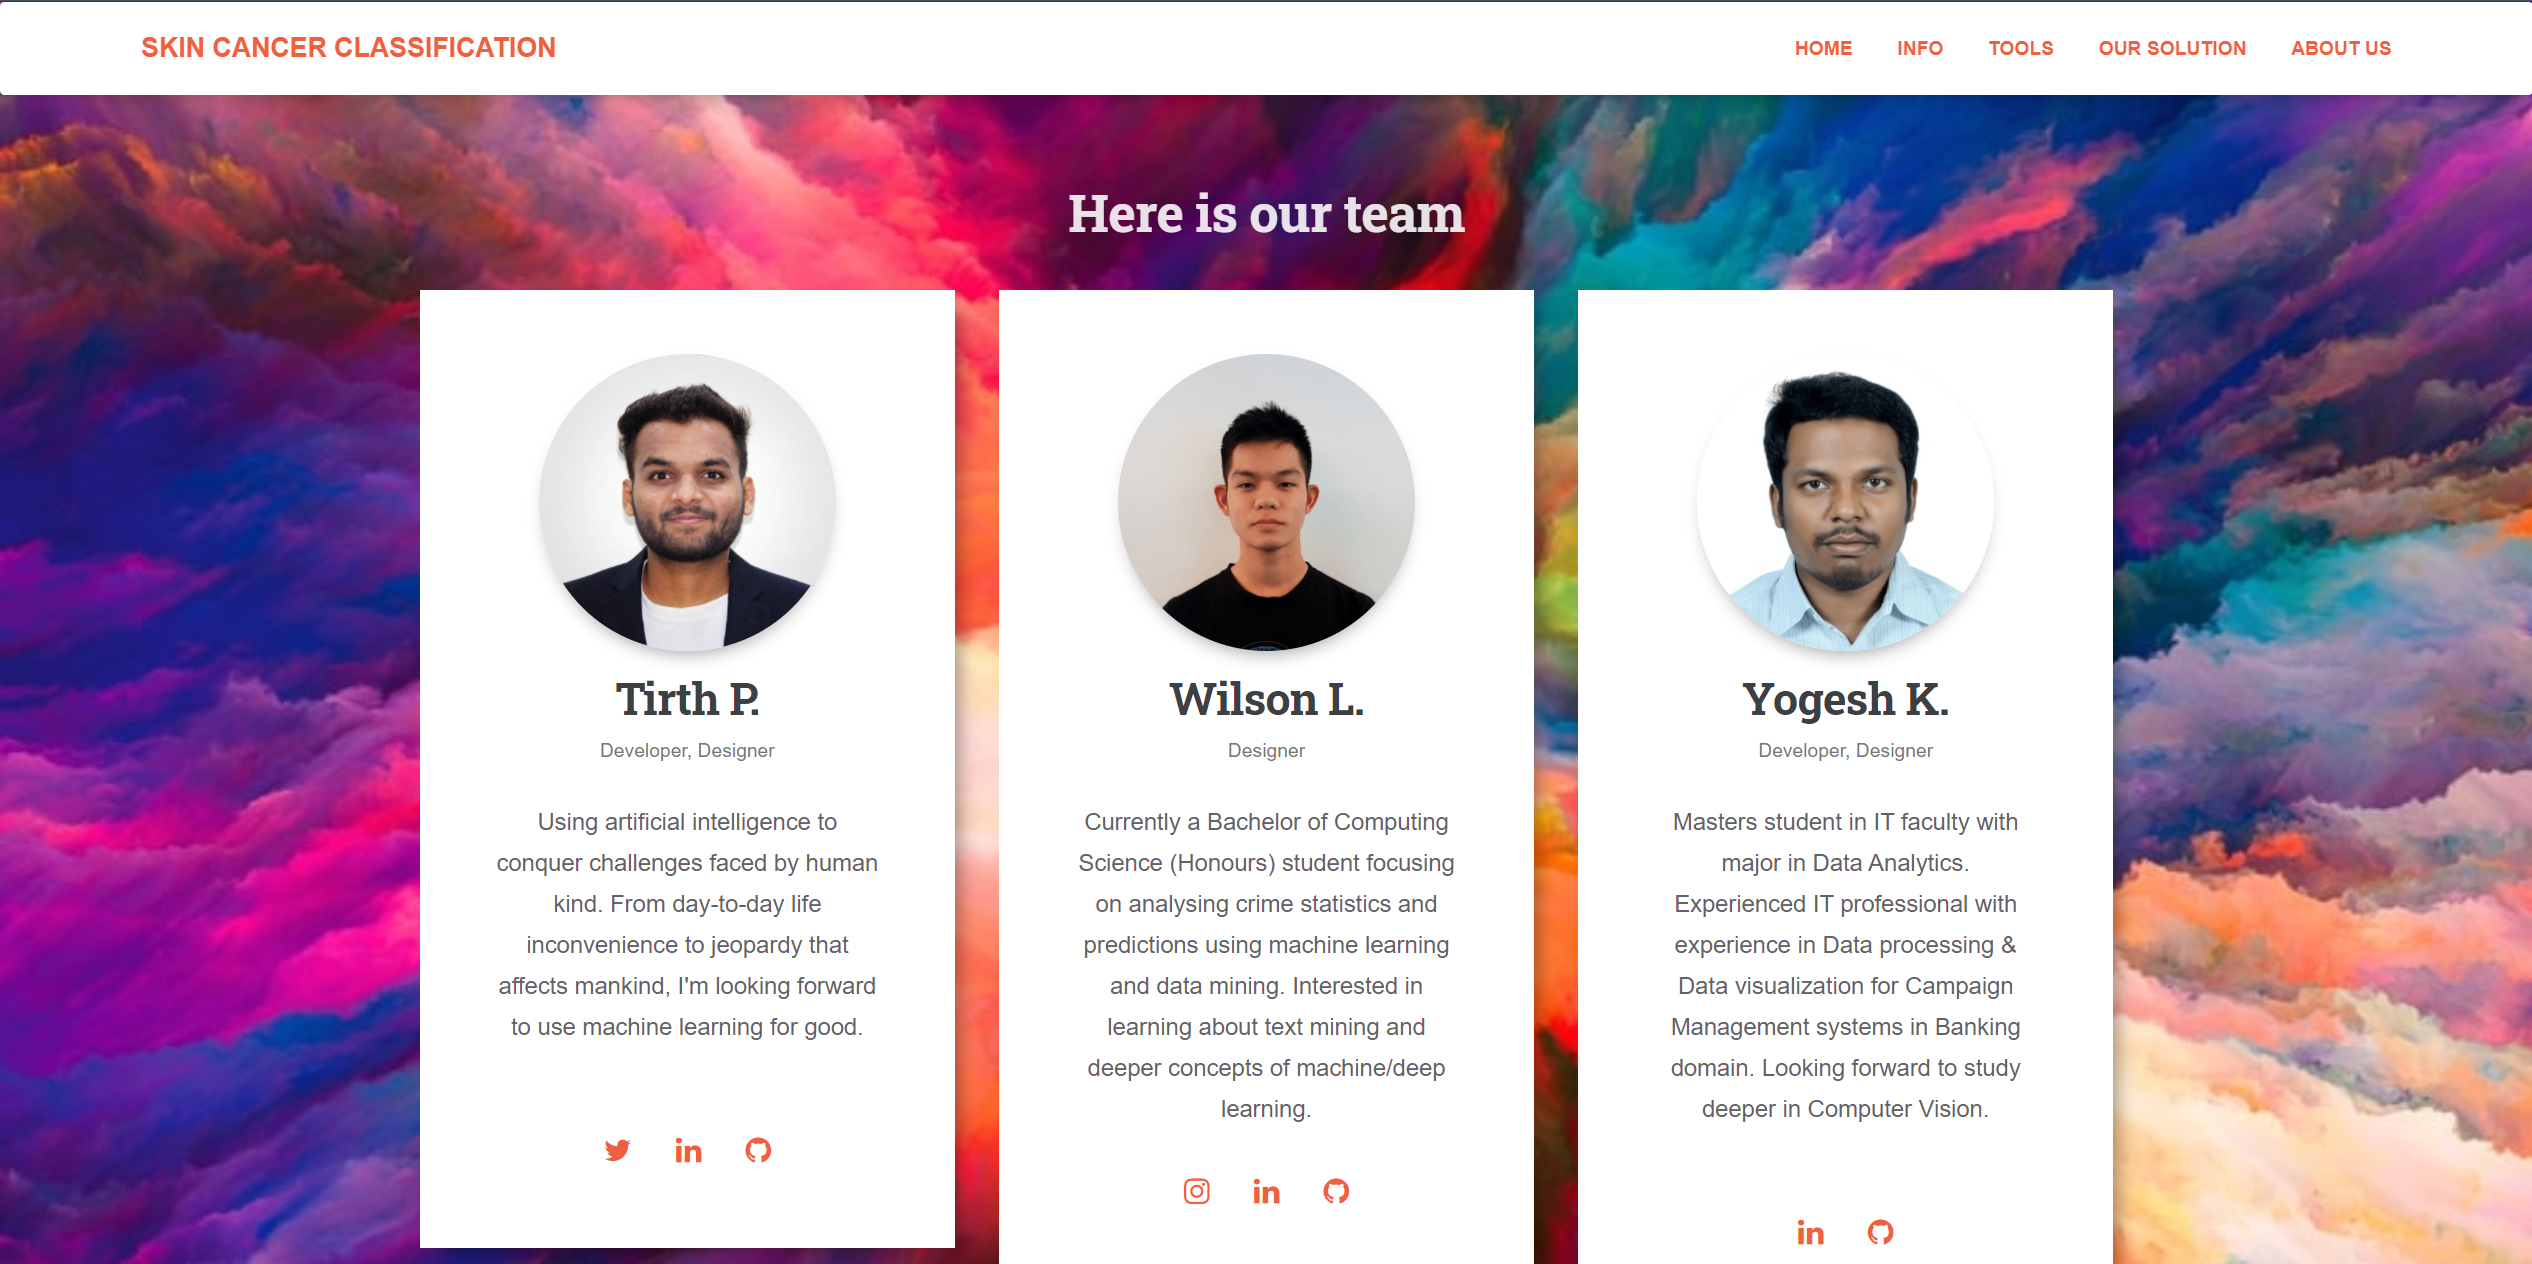 SKIN CANCER CLASSIFICATION
HOME INFO TOOLS OUR SOLUTION ABOUT US
Here is our team
Tirth P.
Developer, Designer
Using artificial intelligence to
conquer challenges faced by human
kind. From day-to-day life
inconvenience to jeopardy that
affects mankind, I'm looking forward
to use machine learning for good.
Wilson L.
Designer
Currently a Bachelor of Computing
Science (Honours) student focusing
on analysing crime statistics and
predictions using machine learning
and data mining. Interested in
learning about text mining and
deeper concepts of machine/deep
learning.
Yogesh K.
Developer, Designer
Masters student in IT faculty with
major in Data Analytics.
Experienced IT professional with
experience in Data processing &
Data visualization for Campaign
Management systems in Banking
domain. Looking forward to study
deeper in Computer Vision.